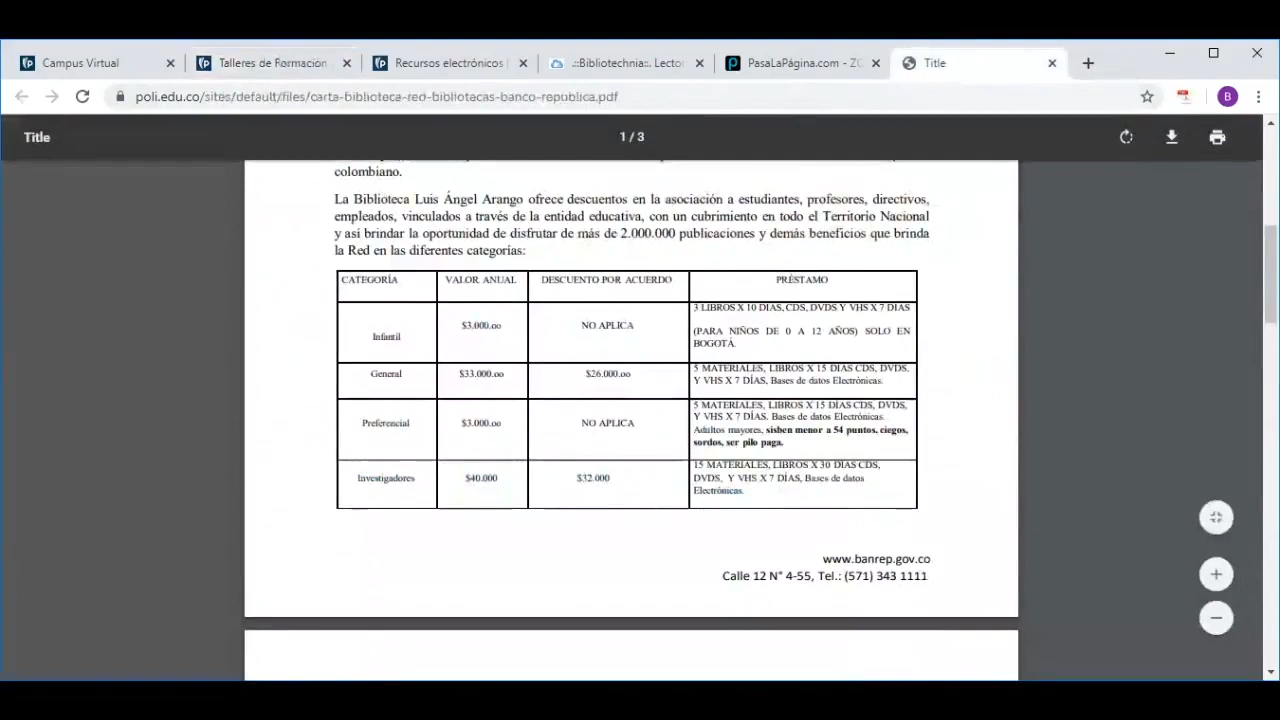 Campus Virtual
Talleres de Formación
Recursos electrónicos |
.::Bibliotechnia::. Lector
PasaLaPágina.com - ZO
Title
poli.edu.co/sites/default/files/carta-biblioteca-red-bibliotecas-banco-republica.pdf
B
Title
1 / 3
colombiano.
La Biblioteca Luis Ángel Arango ofrece descuentos en la asociación a estudiantes, profesores, directivos,
empleados, vinculados a través de la entidad educativa, con un cubrimiento en todo el Territorio Nacional
y así brindar la oportunidad de disfrutar de más de 2.000.000 publicaciones y demás beneficios que brinda
la Red en las diferentes categorías:
CATEGORÍA VALOR ANUAL DESCUENTO POR ACUERDO PRÉSTAMO
Infantil $3.000.oo NO APLICA 3 LIBROS X 10 DIAS, CDS, DVDS Y VHS X 7 DIAS
(PARA NIÑOS DE 0 A 12 AÑOS) SOLO EN
BOGOTÁ.
General $33.000.oo $26.000.oo 5 MATERIALES, LIBROS X 15 DIAS CDS, DVDS,
Y VHS X 7 DÍAS, Bases de datos Electrónicas.
Preferencial $3.000.oo NO APLICA 5 MATERIALES, LIBROS X 15 DÍAS CDS, DVDS,
Y VHS X 7 DÍAS. Bases de datos Electrónicas.
Adultos mayores, sisben menor a 54 puntos, ciegos,
sordos, ser pilo paga.
Investigadores $40.000 $32.000 15 MATERIALES, LIBROS X 30 DIAS CDS,
DVDS, Y VHS X 7 DÍAS, Bases de datos
Electrónicas.
www.banrep.gov.co
Calle 12 N° 4-55, Tel.: (571) 343 1111